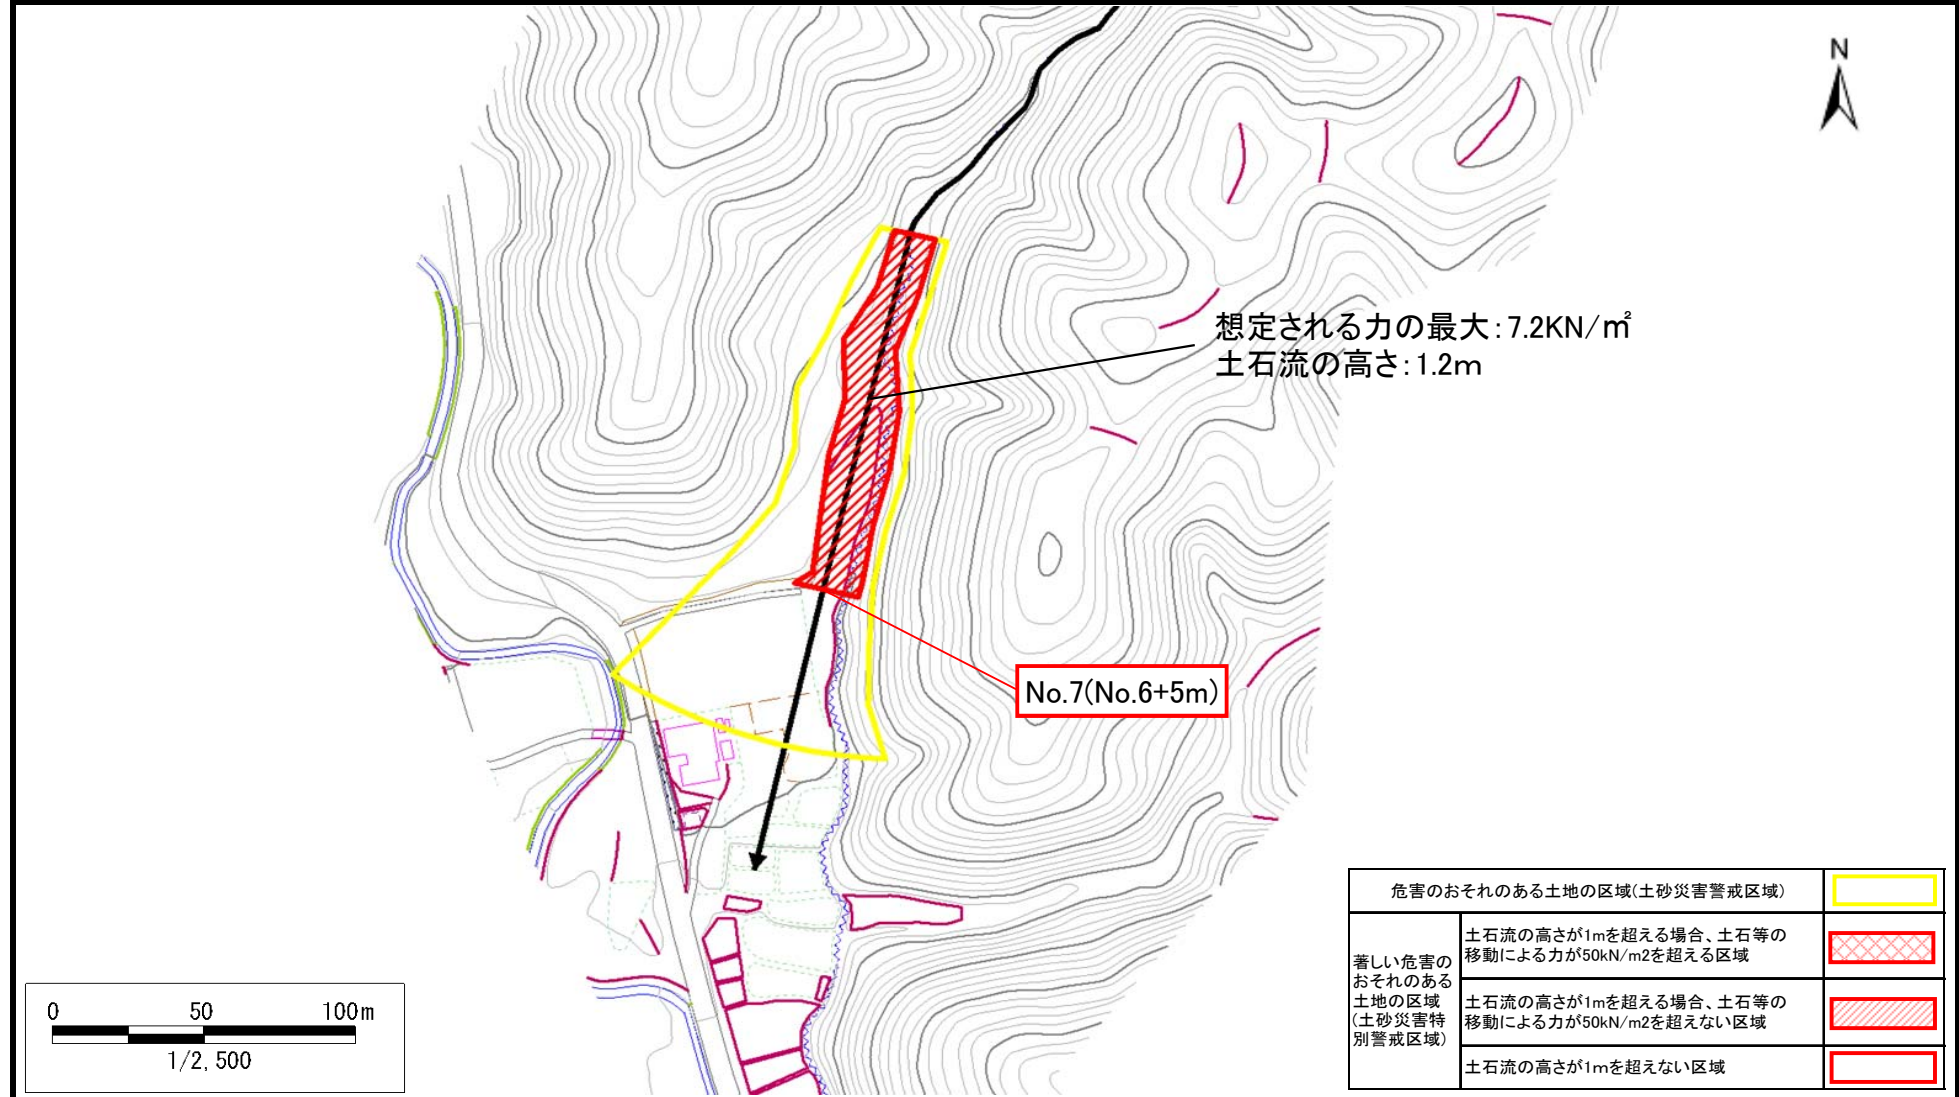 N
想定される力の最大：7.2KN/㎡
土石流の高さ：1.2m
No.7(No.6+5m)
危害のおそれのある土地の区域(土砂災害警戒区域)
著しい危害の
おそれのある
土地の区域
(土砂災害特
別警戒区域)
土石流の高さが1mを超える場合、土石等の
移動による力が50kN/m2を超える区域
土石流の高さが1mを超える場合、土石等の
移動による力が50kN/m2を超えない区域
土石流の高さが1mを超えない区域
0 50 100m
1/2,500